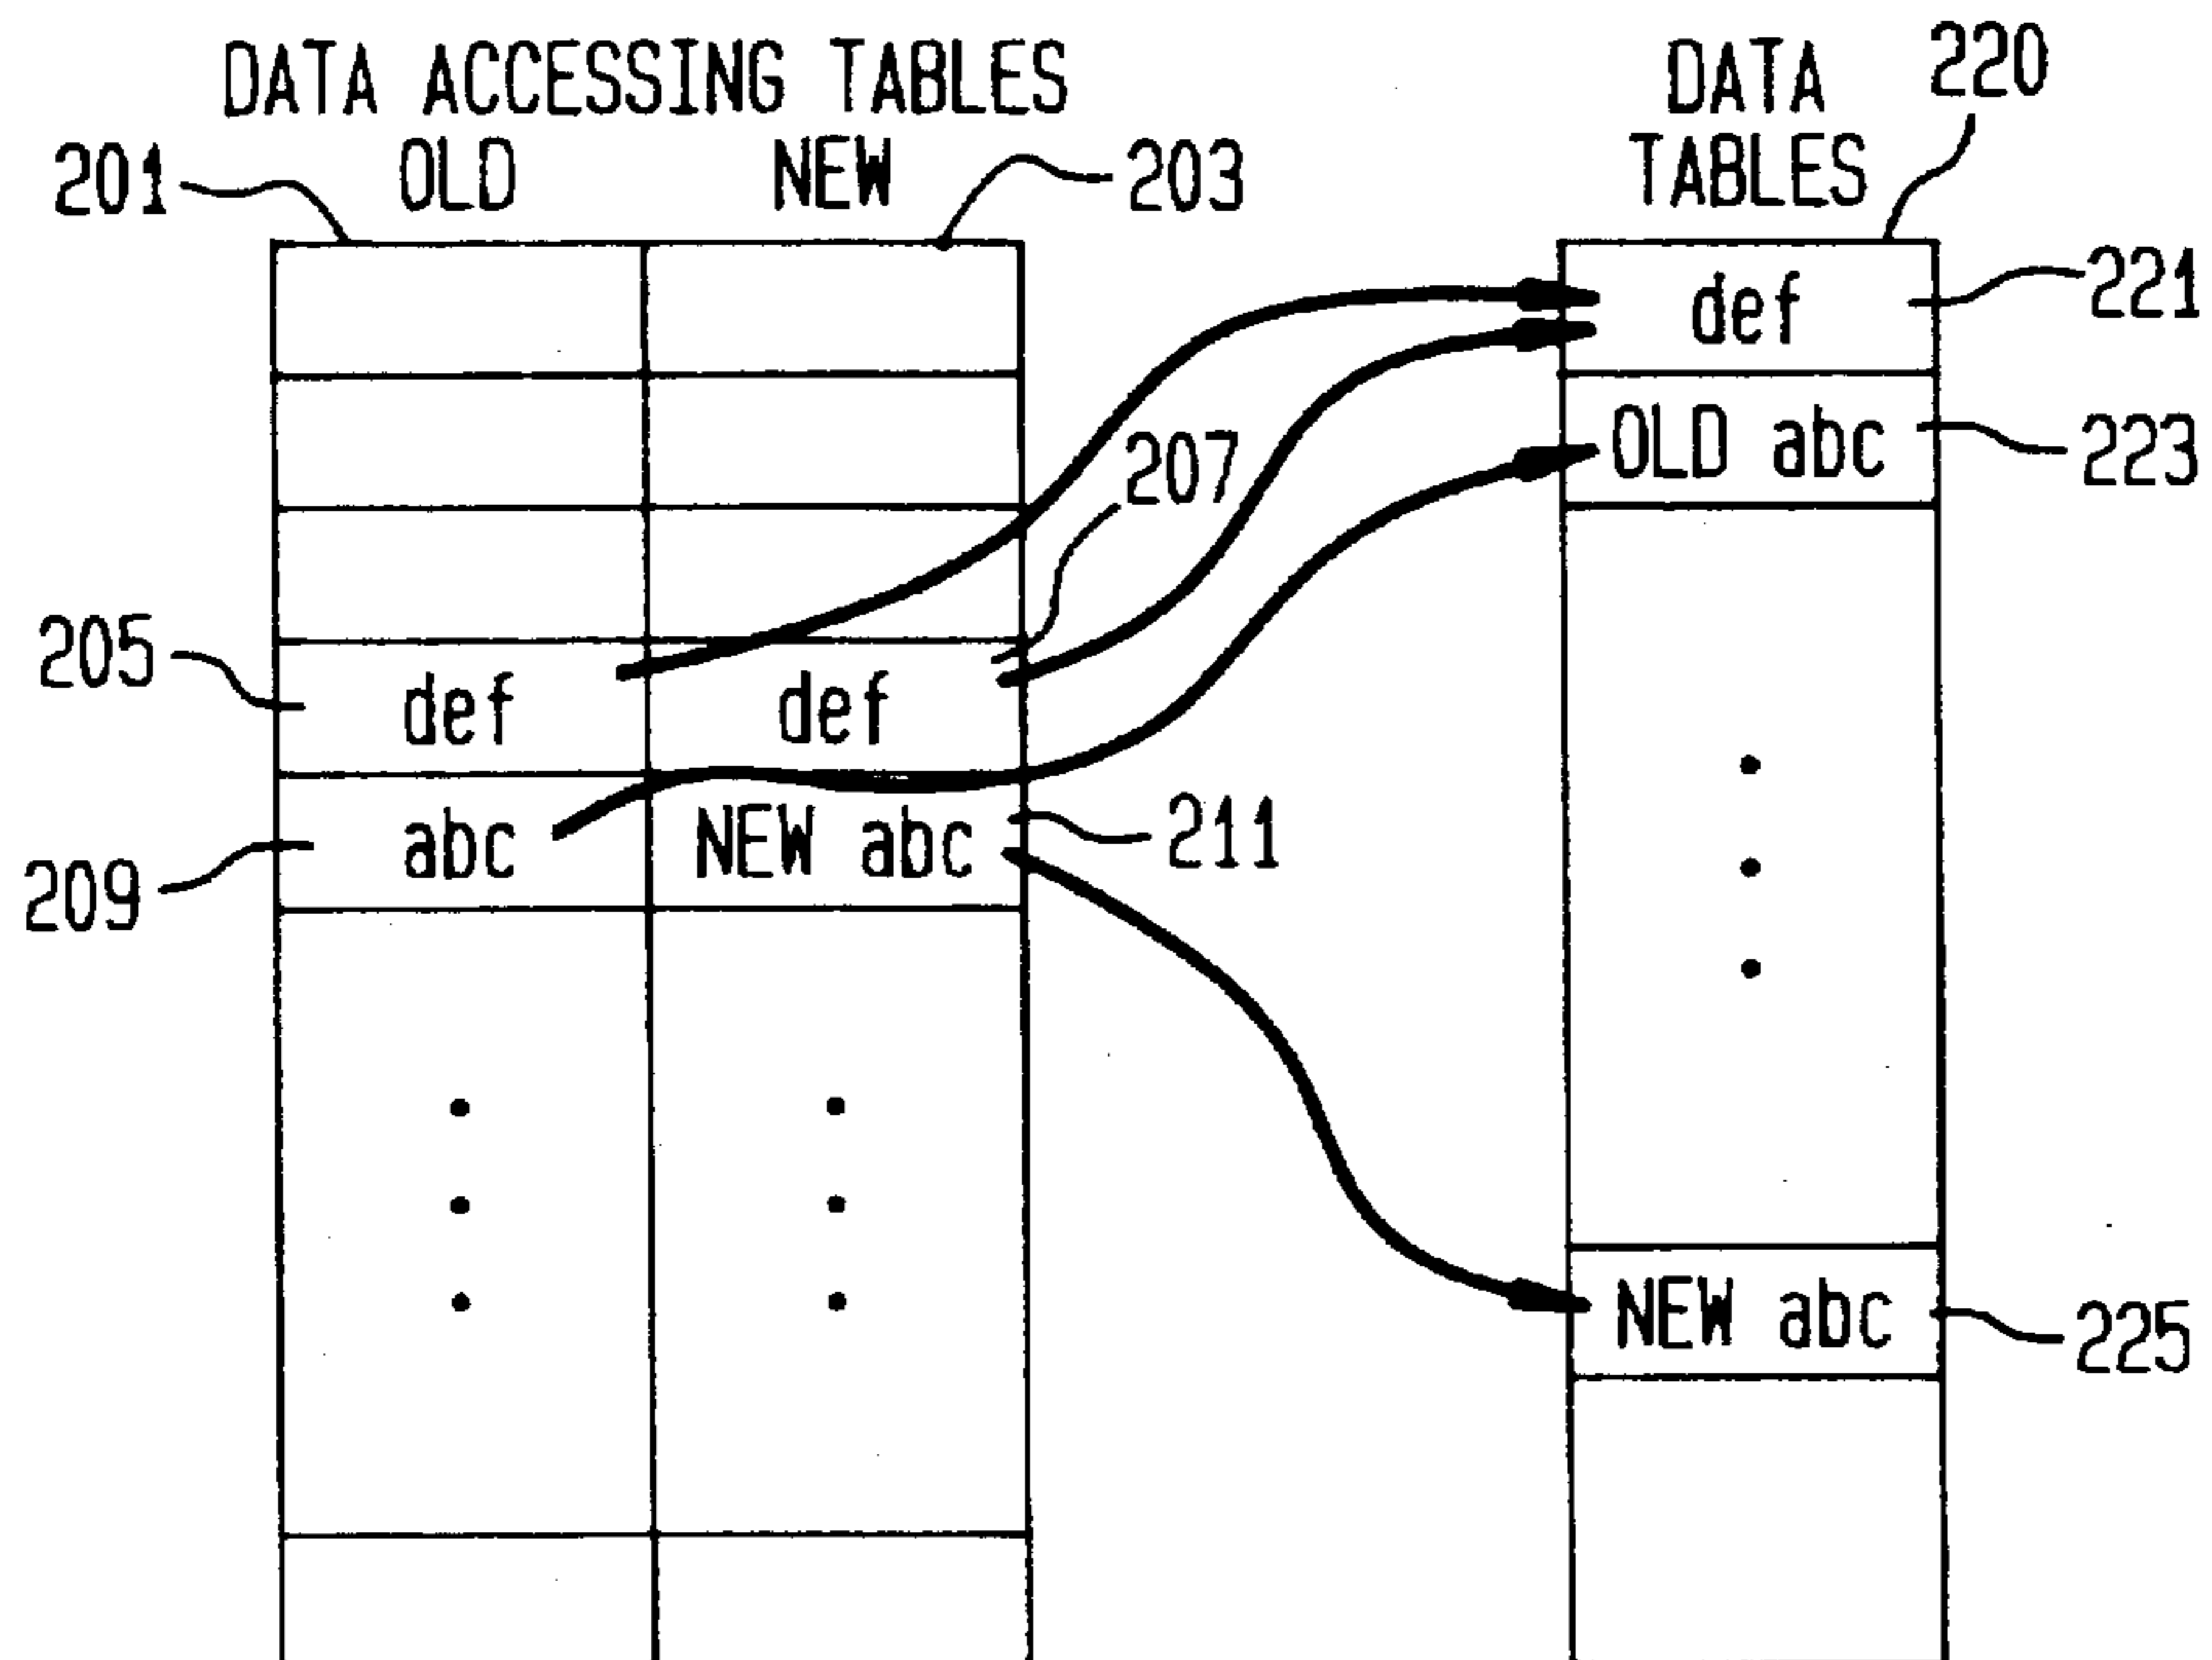 DATA ACCESSING TABLES
OLD NEW
201
203
DATA
TABLES
220
def
221
OLD abc
223
207
205
def def
abc NEW abc
211
209
NEW abc
225